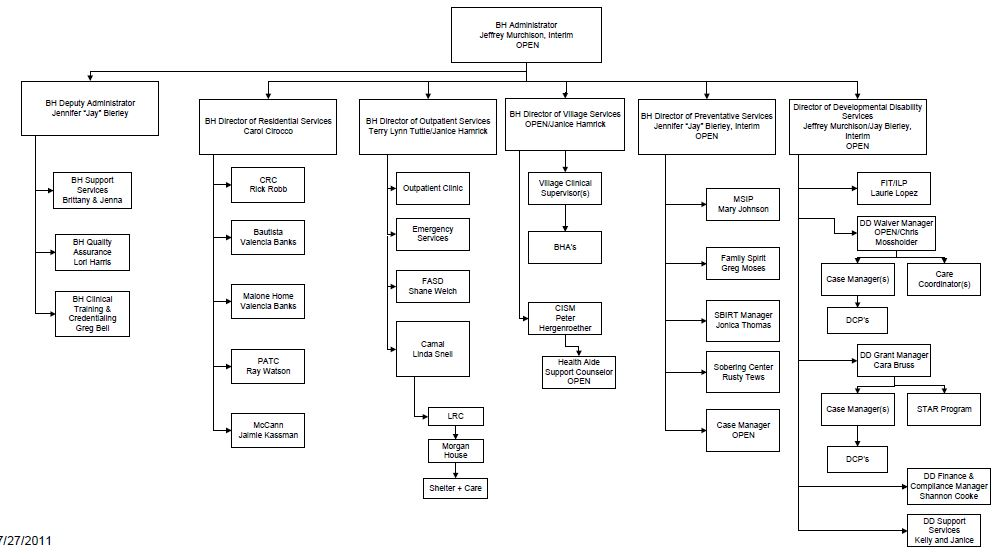 BH Administrator
Jeffrey Murchison, Interim
OPEN
BH Deputy Administrator
Jennifer "Jay" Bierley
BH Director of Residential Services
Carol Cirocco
BH Director of Outpatient Services
Terry Lynn Tuttle/Janice Hamrick
BH Director of Village Services
OPEN/Janice Hamrick
BH Director of Preventative Services
Jennifer "Jay" Bierley, Interim
OPEN
Director of Developmental Disability
Services
Jeffrey Murchison/Jay Bierley,
Interim
OPEN
BH Support
Services
Brittany & Jenna
BH Quality
Assurance
Lori Harris
BH Clinical
Training &
Credentialing
Greg Bell
CRC
Rick Robb
Bautista
Valencia Banks
Malone Home
Valencia Banks
PATC
Ray Watson
McCann
Jaimie Kassman
Outpatient Clinic
Emergency
Services
FASD
Shane Welch
Camai
Linda Snell
LRC
Morgan
House
Shelter + Care
Village Clinical
Supervisor(s)
BHA's
CISM
Peter
Hergenroether
Health Aide
Support Counselor
OPEN
MSIP
Mary Johnson
Family Spirit
Greg Moses
SBIRT Manager
Jonica Thomas
Sobering Center
Rusty Tews
Case Manager
OPEN
FIT/ILP
Laurie Lopez
DD Waiver Manager
OPEN/Chris
Mossholder
Case Manager(s)
Care
Coordinator(s)
DCP's
DD Grant Manager
Cara Bruss
Case Manager(s)
STAR Program
DCP's
DD Finance &
Compliance Manager
Shannon Cooke
DD Support
Services
Kelly and Janice
7/27/2011